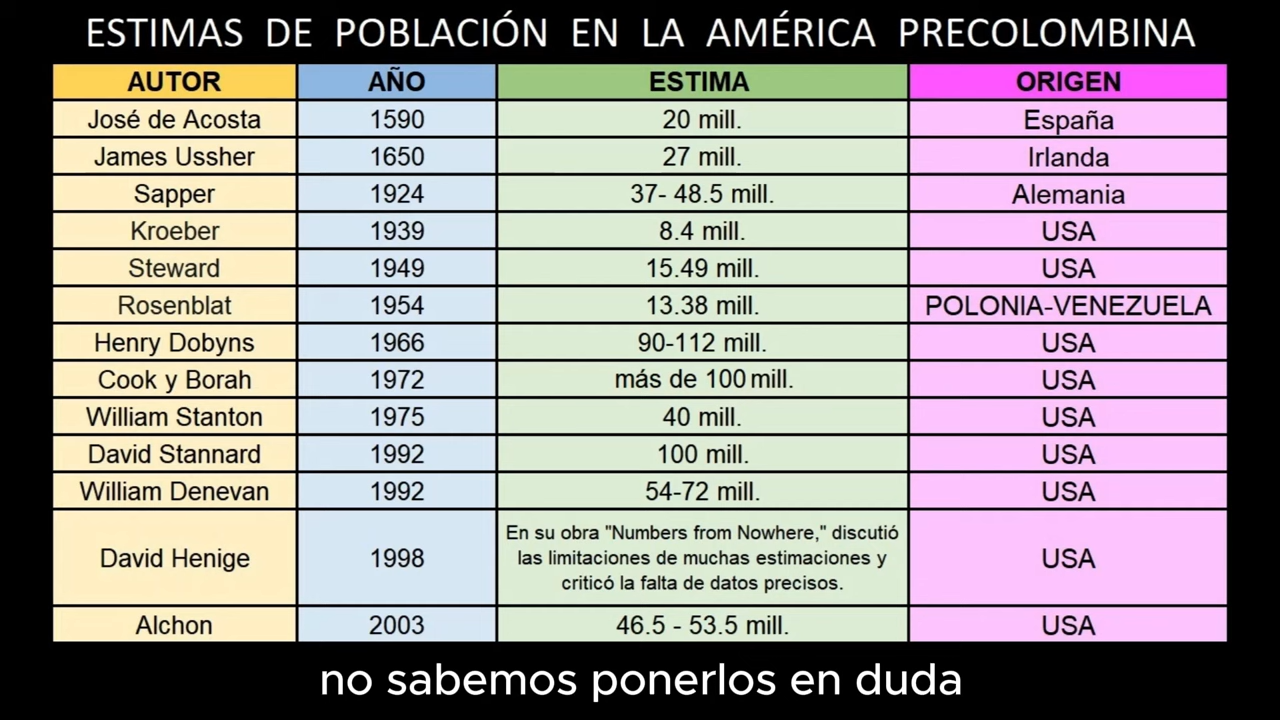 ESTIMAS DE POBLACIÓN EN LA AMÉRICA PRECOLOMBINA
AUTOR AÑO ESTIMA ORIGEN
José de Acosta 1590 20 mill. España
James Ussher 1650 27 mill. Irlanda
Sapper 1924 37- 48.5 mill. Alemania
Kroeber 1939 8.4 mill. USA
Steward 1949 15.49 mill. USA
Rosenblat 1954 13.38 mill. POLONIA-VENEZUELA
Henry Dobyns 1966 90-112 mill. USA
Cook y Borah 1972 más de 100 mill. USA
William Stanton 1975 40 mill. USA
David Stannard 1992 100 mill. USA
William Denevan 1992 54-72 mill. USA
En su obra "Numbers from Nowhere," discutió
David Henige 1998 las limitaciones de muchas estimaciones y USA
criticó la falta de datos precisos.
Alchon 2003 46.5 - 53.5 mill. USA
no sabemos ponerlos en duda